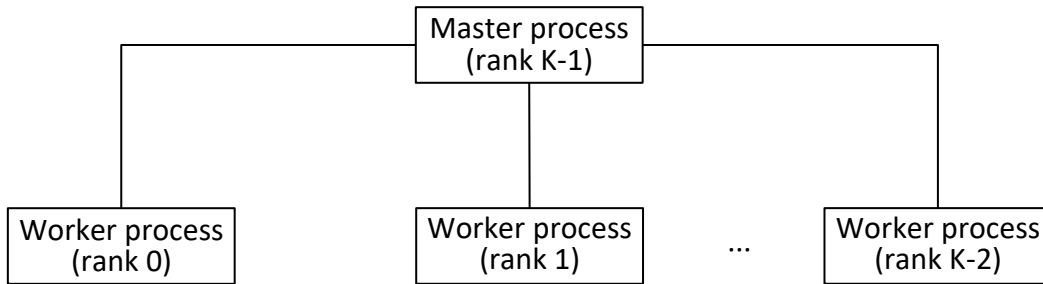 Master process
(rank K-1)
Worker process
(rank 0)
Worker process
(rank 1)
...
Worker process
(rank K-2)